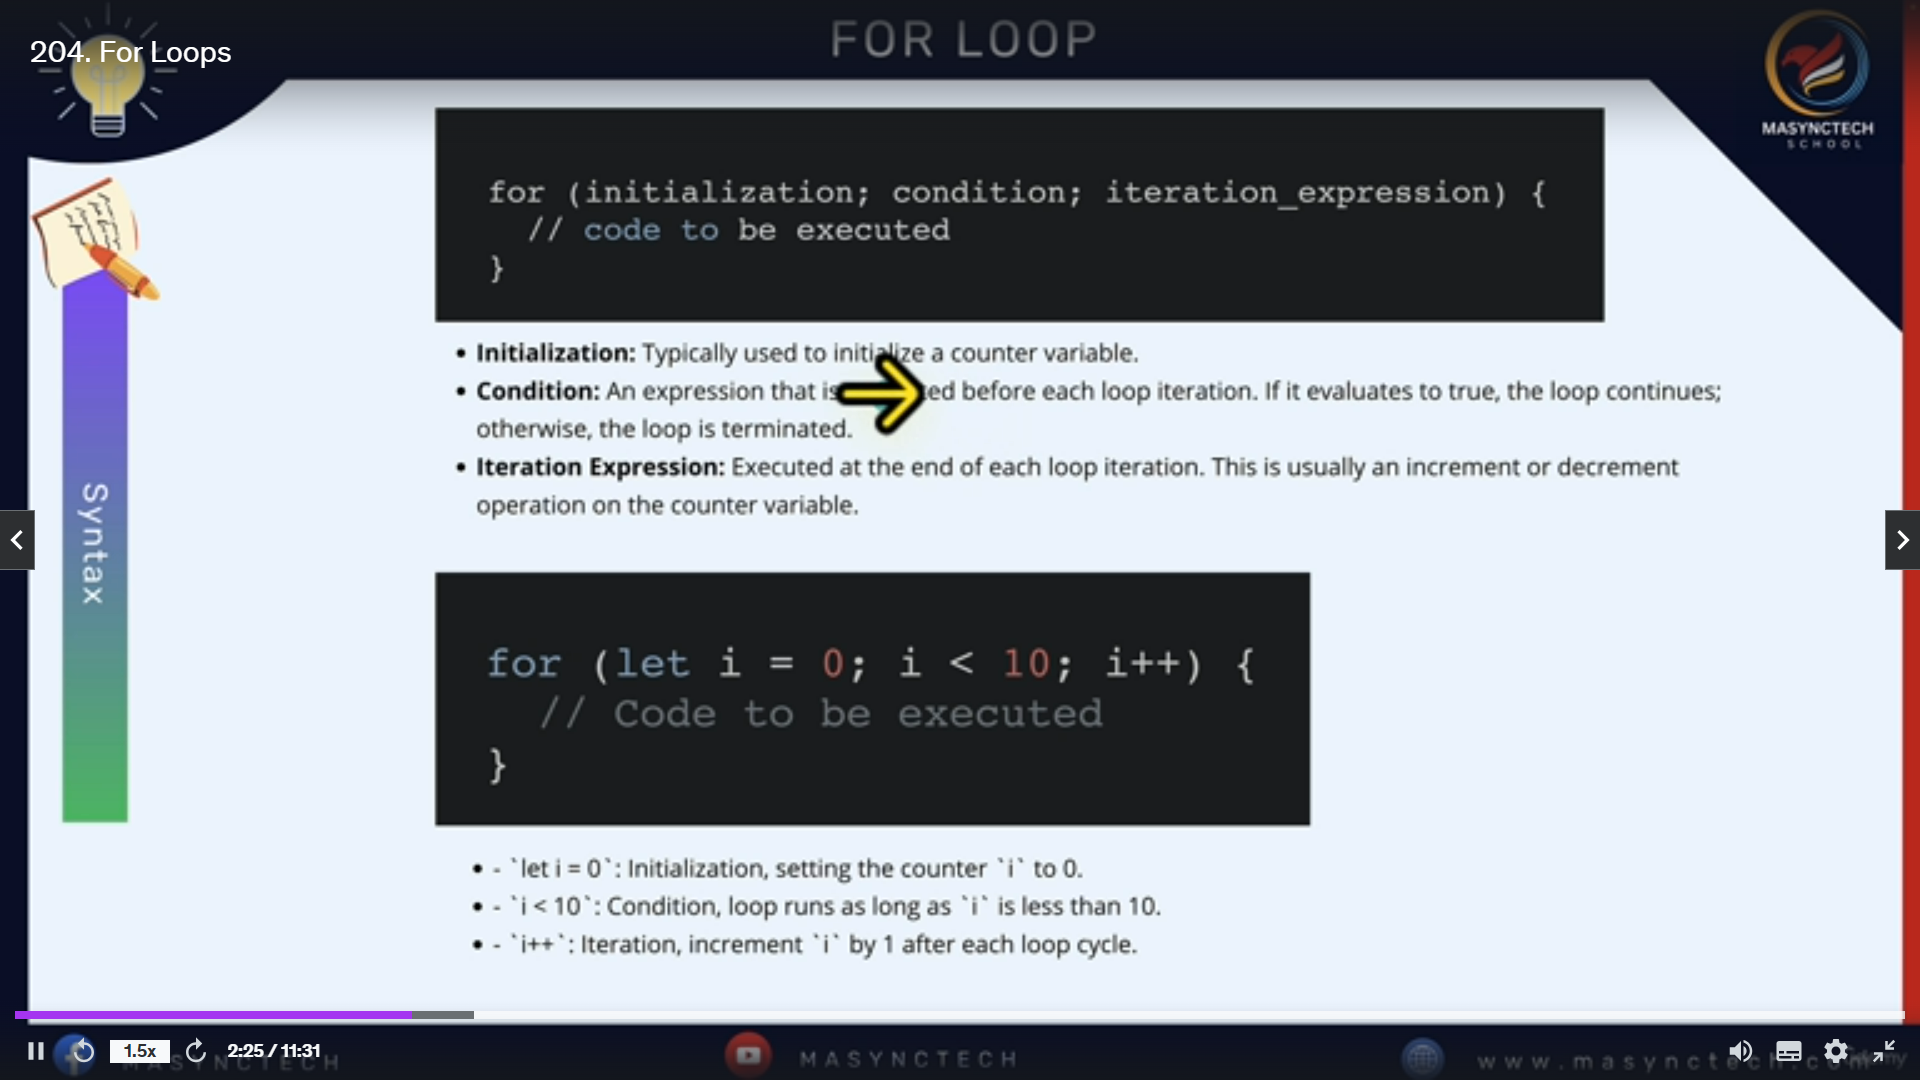 FOR LOOP
204. For Loops
MASYNCTECH
SCHOOL
for (initialization; condition; iteration_expression) {
// code to be executed
}
• Initialization: Typically used to initialize a counter variable.
• Condition: An expression that is ed before each loop iteration. If it evaluates to true, the loop continues;
otherwise, the loop is terminated.
• Iteration Expression: Executed at the end of each loop iteration. This is usually an increment or decrement
operation on the counter variable.
Syntax
for (let i = 0; i < 10; i++) {
// Code to be executed
}
• - `let i = 0`: Initialization, setting the counter `i` to 0.
• - `i < 10`: Condition, loop runs as long as `i` is less than 10.
• - `i++`: Iteration, increment `i` by 1 after each loop cycle.
1.5x
2:25 / 11:31
MASYNCTECH
MASYNCTECH
www.masynctech.com